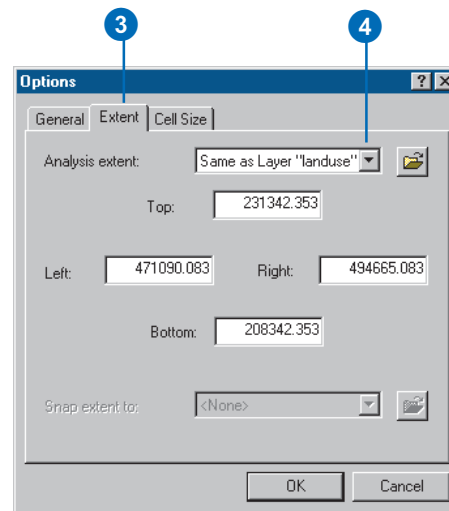 3 4
Options ? ×
General Extent Cell Size
Analysis extent: Same as Layer "landuse"
Top: 231342.353
Left: 471090.083 Right: 494665.083
Bottom: 208342.353
Snap extent to: <None>
OK Cancel